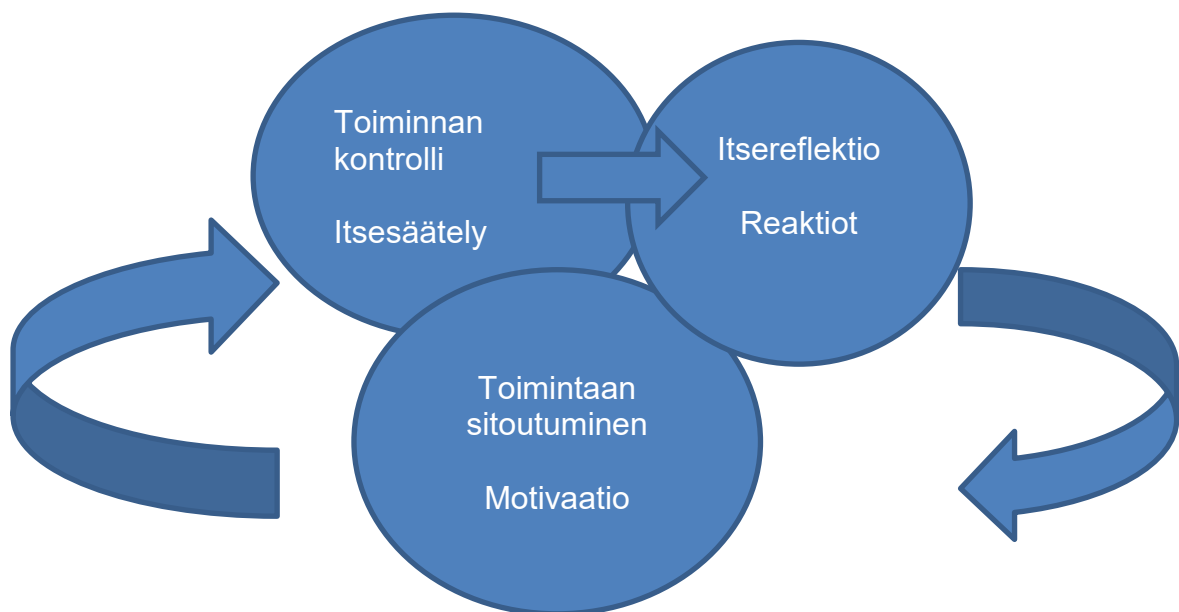 Toiminnan
kontrolli
Itsesäätely
Itsereflektio
Reaktiot
Toimintaan
sitoutuminen
Motivaatio